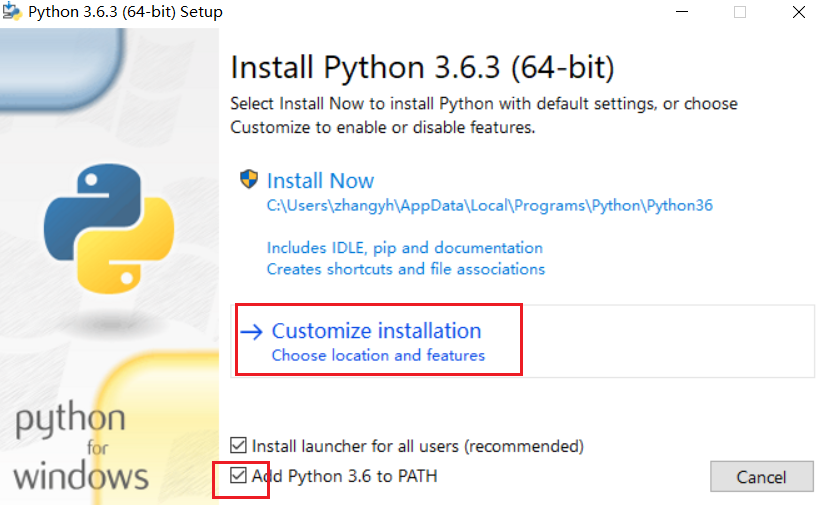 Python 3.6.3 (64-bit) Setup
Install Python 3.6.3 (64-bit)
Select Install Now to install Python with default settings, or choose
Customize to enable or disable features.
Install Now
C:\Users\zhangyh\AppData\Local\Programs\Python\Python36
Includes IDLE, pip and documentation
Creates shortcuts and file associations
Customize installation
Choose location and features
python
for
windows
Install launcher for all users (recommended)
Add Python 3.6 to PATH
Cancel